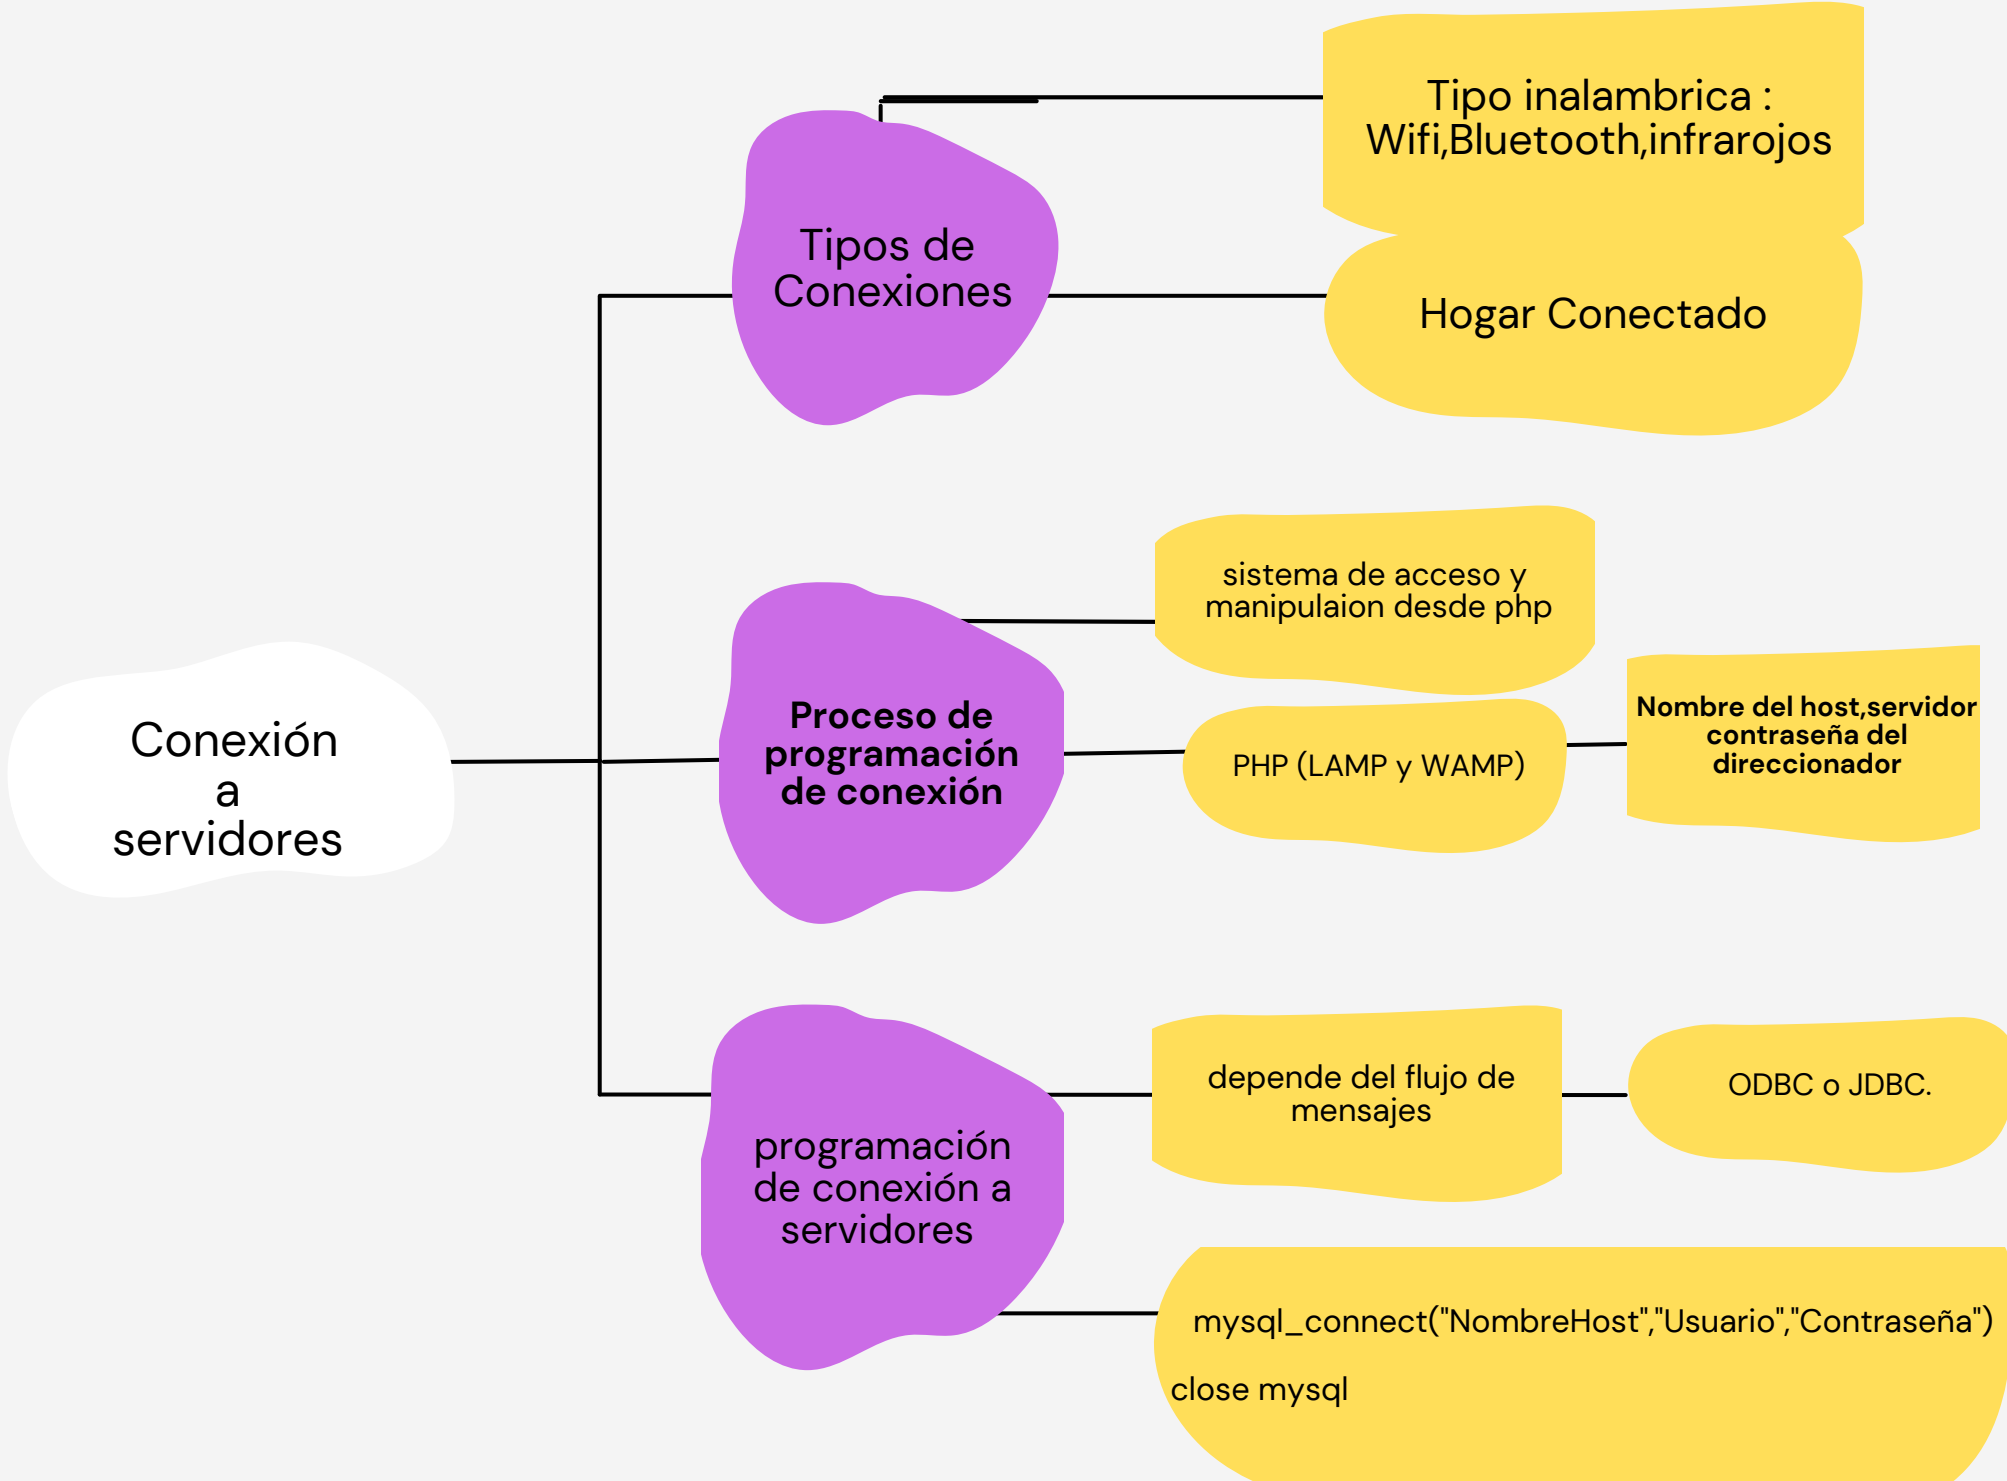 Conexión
a
servidores
Tipos de
Conexiones
Tipo inalambrica :
Wifi,Bluetooth,infrarojos
Hogar Conectado
Proceso de
programación
de conexión
sistema de acceso y
manipulaion desde php
PHP (LAMP y WAMP)
Nombre del host,servidor
contraseña del
direccionador
programación
de conexión a
servidores
depende del flujo de
mensajes
ODBC o JDBC.
mysql_connect("NombreHost","Usuario","Contraseña")
close mysql